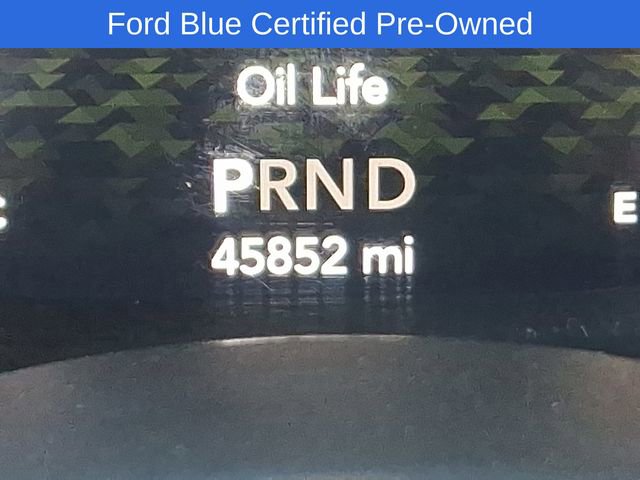 Ford Blue Certified Pre-Owned
Oil Life
PRND
C E
45852 mi